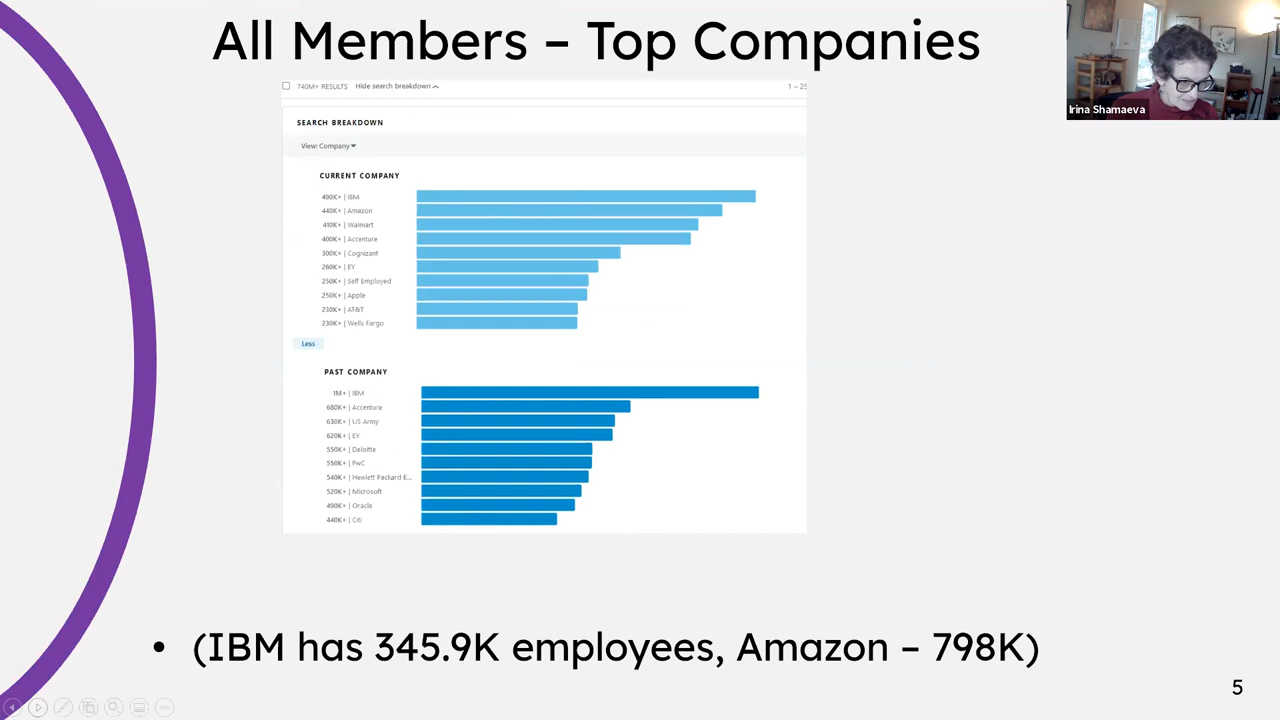 All Members – Top Companies
740M+ RESULTS Hide search breakdown
1 – 25
Irina Shamaeva
SEARCH BREAKDOWN
View: Company
CURRENT COMPANY
490K+ | IBM
440K+ | Amazon
410K+ | Walmart
400K+ | Accenture
300K+ | Cognizant
260K+ | EY
250K+ | Self Employed
250K+ | Apple
230K+ | AT&T
230K+ | Wells Fargo
Less
PAST COMPANY
1M+ | IBM
680K+ | Accenture
630K+ | US Army
620K+ | EY
550K+ | Deloitte
550K+ | PwC
540K+ | Hewlett Packard E...
520K+ | Microsoft
490K+ | Oracle
440K+ | Citi
• (IBM has 345.9K employees, Amazon – 798K)
5